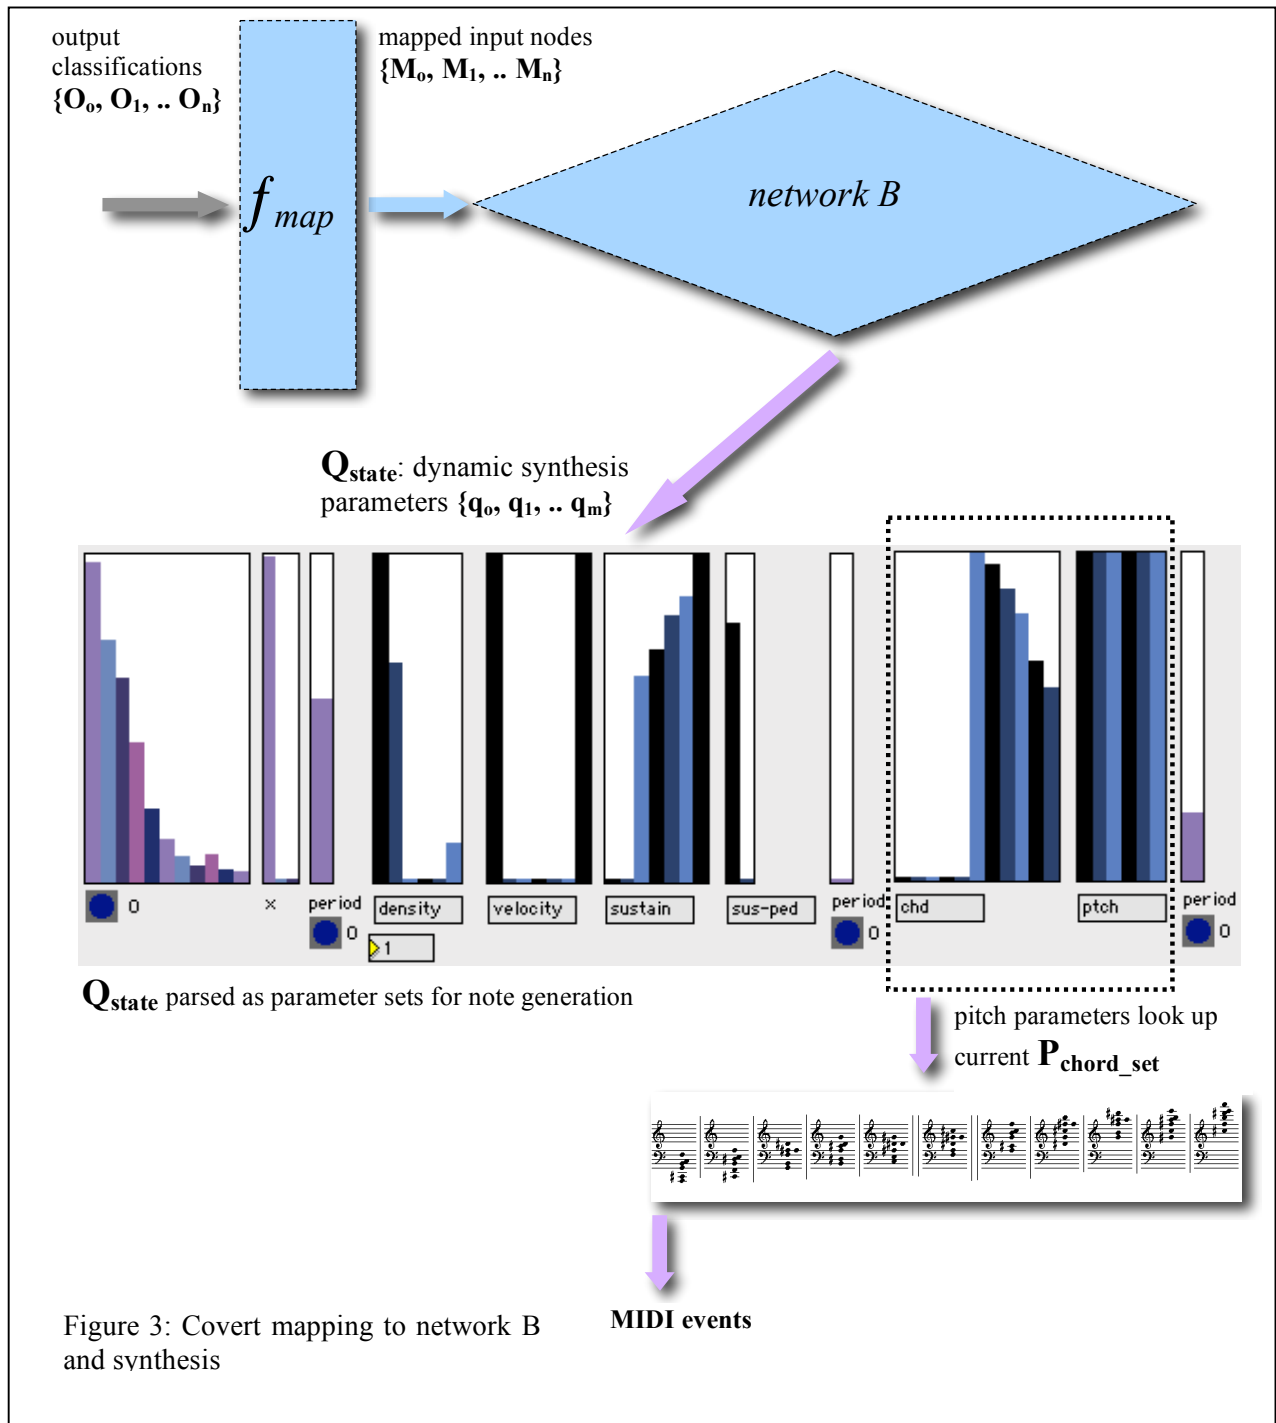 output
classifications
{Oo, O1, .. On}
mapped input nodes
{Mo, M1, .. Mn}
f map
network B
Qstate: dynamic synthesis
parameters {qo, q1, .. qm}
0
×
period
0
density
1
velocity
sustain
sus-ped
period
0
chd
ptch
period
0
Qstate parsed as parameter sets for note generation
pitch parameters look up
current Pchord_set
MIDI events
Figure 3: Covert mapping to network B
and synthesis